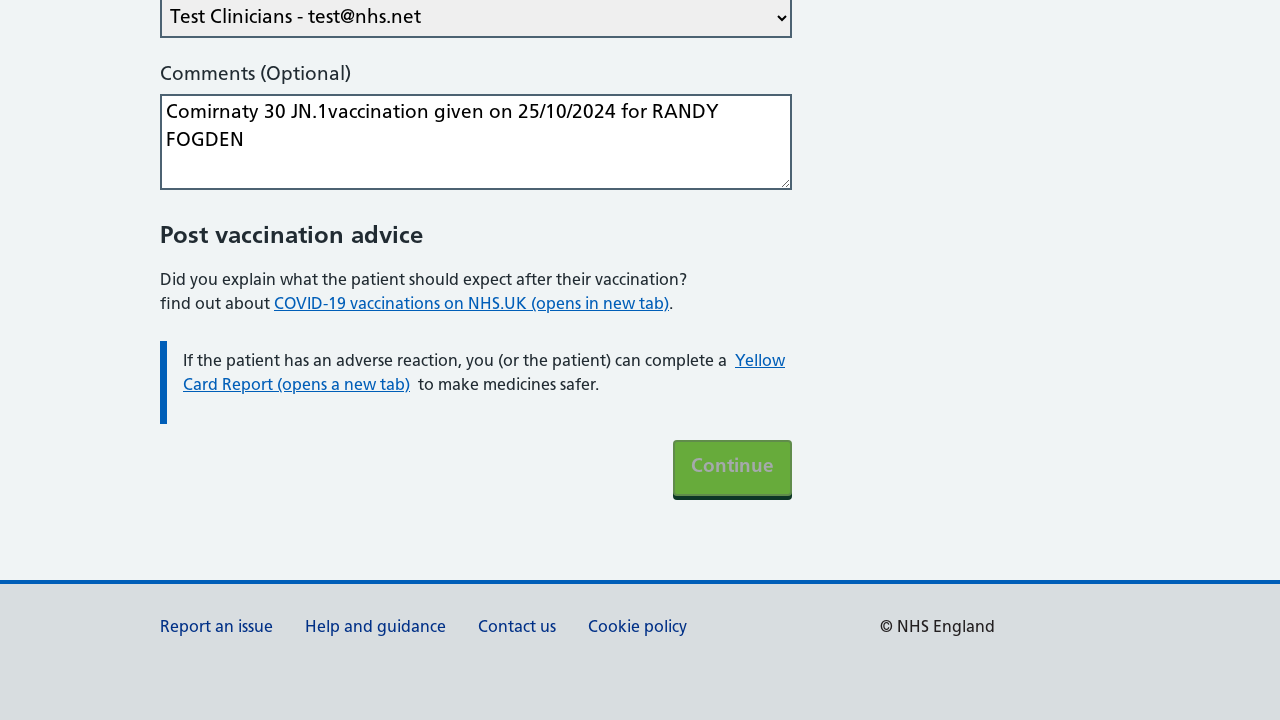 Test Clinicians - test@nhs.net
Comments (Optional)
Comirnaty 30 JN.1vaccination given on 25/10/2024 for RANDY
FOGDEN
Post vaccination advice
Did you explain what the patient should expect after their vaccination?
find out about COVID-19 vaccinations on NHS.UK (opens in new tab).
If the patient has an adverse reaction, you (or the patient) can complete a Yellow
Card Report (opens a new tab) to make medicines safer.
Continue
Report an issue Help and guidance Contact us Cookie policy © NHS England